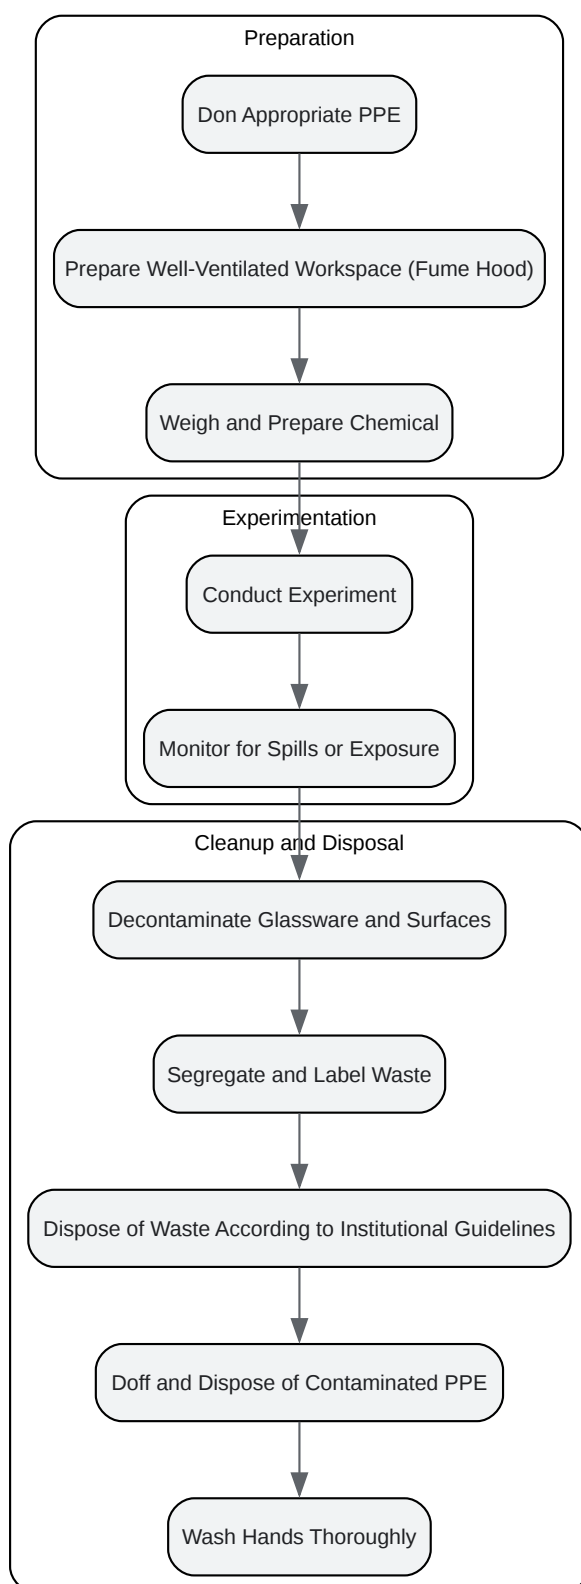 Preparation
Don Appropriate PPE
Prepare Well-Ventilated Workspace (Fume Hood)
Weigh and Prepare Chemical
Experimentation
Conduct Experiment
Monitor for Spills or Exposure
Cleanup and Disposal
Decontaminate Glassware and Surfaces
Segregate and Label Waste
Dispose of Waste According to Institutional Guidelines
Doff and Dispose of Contaminated PPE
Wash Hands Thoroughly